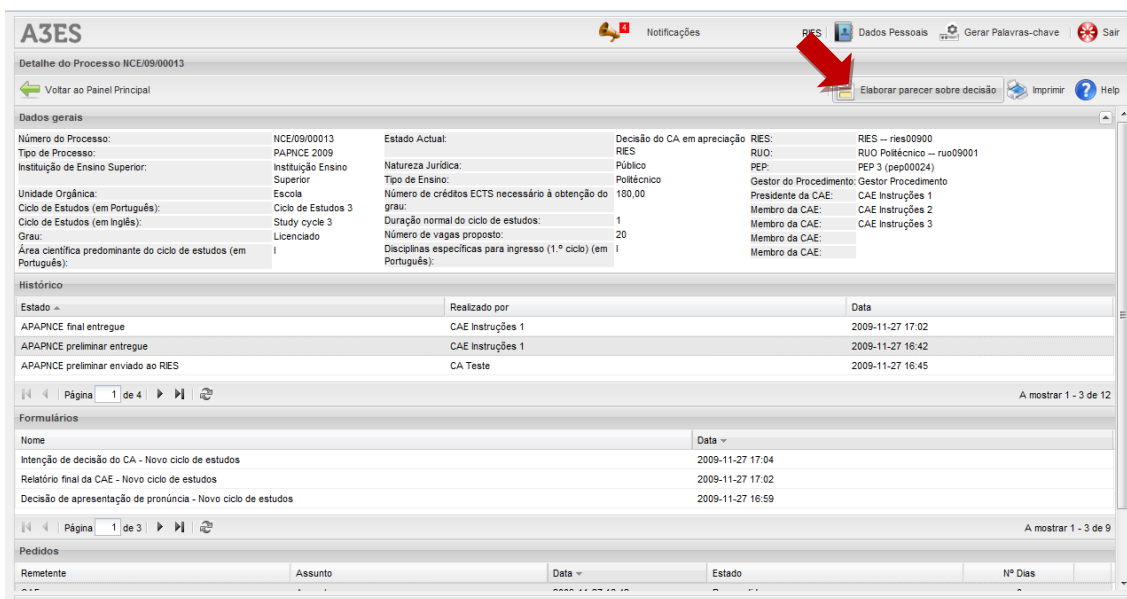 A3ES
4
Notificações
RIES
Dados Pessoais
Gerar Palavras-chave
Sair
Detalhe do Processo NCE/09/00013
Voltar ao Painel Principal
Elaborar parecer sobre decisão
Imprimir
Help
Dados gerais
Número do Processo: NCE/09/00013
Tipo de Processo: PAPNCE 2009
Instituição de Ensino Superior: Instituição Ensino
Superior
Unidade Orgânica: Escola
Ciclo de Estudos (em Português): Ciclo de Estudos 3
Ciclo de Estudos (em Inglês): Study cycle 3
Grau: Licenciado
Área científica predominante do ciclo de estudos (em I
Português):
Estado Actual: Decisão do CA em apreciação
RIES
Natureza Jurídica: Público
Tipo de Ensino: Politécnico
Número de créditos ECTS necessário à obtenção do 180,00
grau:
Duração normal do ciclo de estudos: 1
Número de vagas proposto: 20
Disciplinas específicas para ingresso (1.º ciclo) (em I
Português):
RIES: RIES -- ries00900
RUO: RUO Politécnico -- ruo09001
PEP: PEP 3 (pep00024)
Gestor do Procedimento: Gestor Procedimento
Presidente da CAE: CAE Instruções 1
Membro da CAE: CAE Instruções 2
Membro da CAE: CAE Instruções 3
Membro da CAE:
Membro da CAE:
Histórico
Estado Realizado por Data
APAPNCE final entregue CAE Instruções 1 2009-11-27 17:02
APAPNCE preliminar entregue CAE Instruções 1 2009-11-27 16:42
APAPNCE preliminar enviado ao RIES CA Teste 2009-11-27 16:45
Página 1 de 4 A mostrar 1 - 3 de 12
Formulários
Nome Data
Intenção de decisão do CA - Novo ciclo de estudos 2009-11-27 17:04
Relatório final da CAE - Novo ciclo de estudos 2009-11-27 17:02
Decisão de apresentação de pronúncia - Novo ciclo de estudos 2009-11-27 16:59
Página 1 de 3 A mostrar 1 - 3 de 9
Pedidos
Remetente Assunto Data Estado Nº Dias